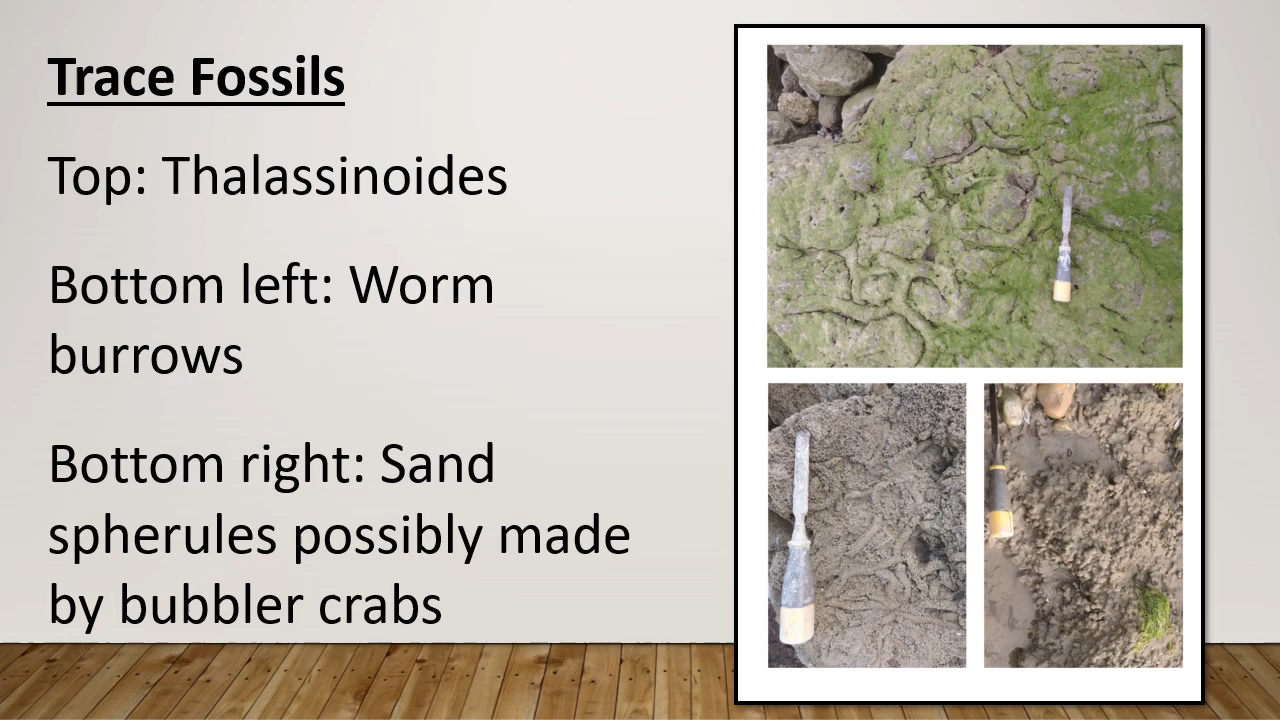 Trace Fossils
Top: Thalassinoides
Bottom left: Worm
burrows
Bottom right: Sand
spherules possibly made
by bubbler crabs